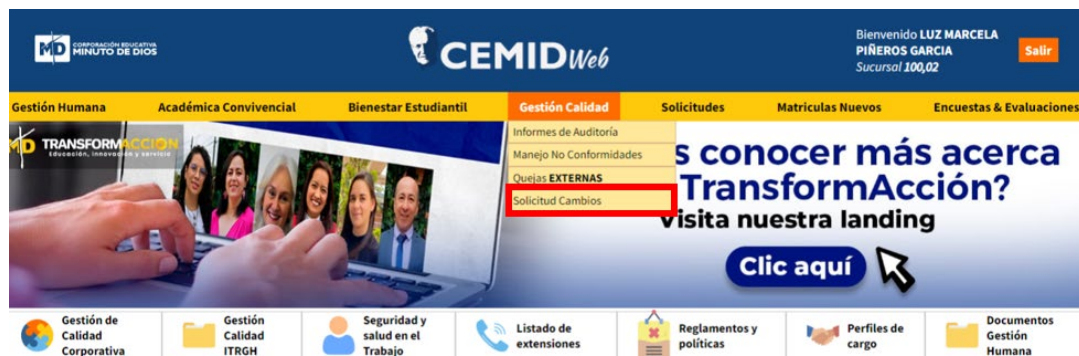 MD CORPORACIÓN EDUCATIVA
MINUTO DE DIOS
CEMIDWeb
Bienvenido LUZ MARCELA
PIÑEROS GARCIA
Sucursal 100,02
Salir
Gestión Humana
Académica Convivencial
Bienestar Estudiantil
Gestión Calidad
Solicitudes
Matriculas Nuevos
Encuestas & Evaluaciones
Informes de Auditoría
Manejo No Conformidades
Quejas EXTERNAS
Solicitud Cambios
MD TRANSFORMACCIÓN
Educación, innovación y servicio
s conocer más acerca
TransformAcción?
Visita nuestra landing
Clic aquí
Gestión de
Calidad
Corporativa
Gestión
Calidad
ITRGH
Seguridad y
salud en el
Trabajo
Listado de
extensiones
Reglamentos y
políticas
Perfiles de
cargo
Documentos
Gestión
Humana